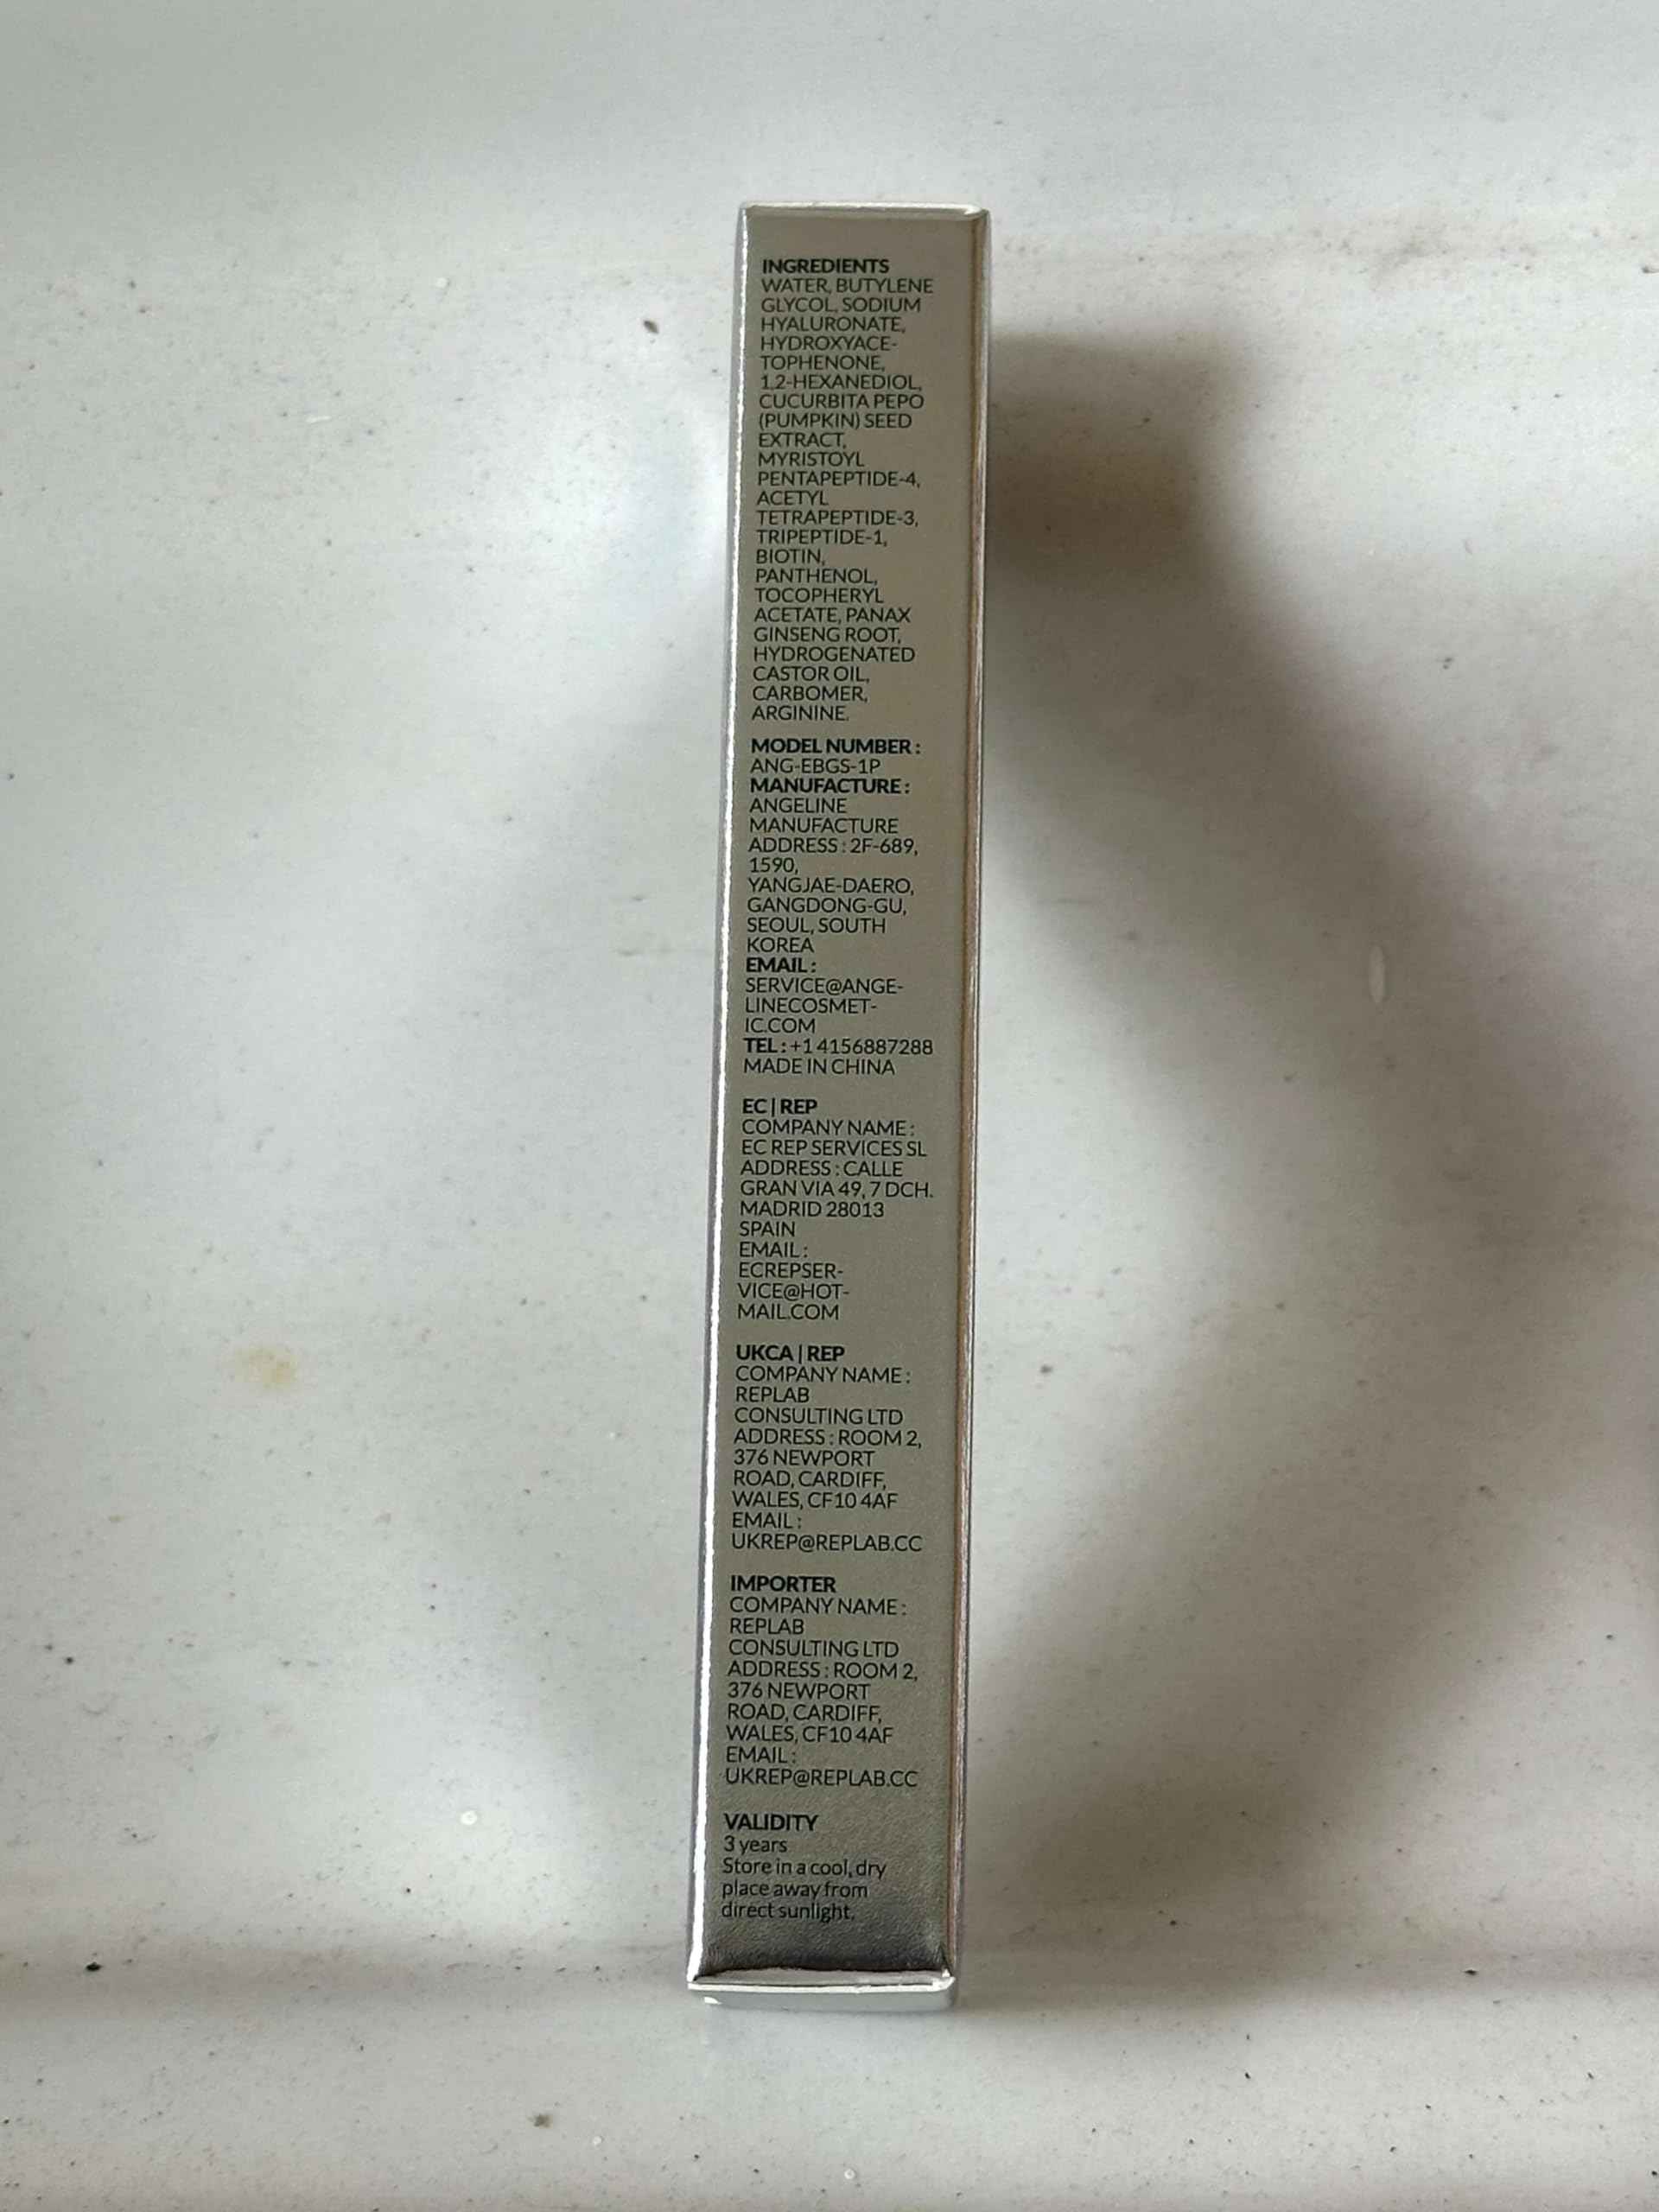 INGREDIENTS
WATER, BUTYLENE
GLYCOL, SODIUM
HYALURONATE,
HYDROXYACE-
TOPHENONE,
1,2-HEXANEDIOL,
CUCURBITA PEPO
(PUMPKIN) SEED
EXTRACT,
MYRISTOYL
PENTAPEPTIDE-4,
ACETYL
TETRAPEPTIDE-3,
TRIPEPTIDE-1,
BIOTIN,
PANTHENOL,
TOCOPHERYL
ACETATE, PANAX
GINSENG ROOT,
HYDROGENATED
CASTOR OIL,
CARBOMER,
ARGININE.
MODEL NUMBER :
ANG-EBGS-1P
MANUFACTURE :
ANGELINE
MANUFACTURE
ADDRESS : 2F-689,
1590,
YANGJAE-DAERO,
GANGDONG-GU,
SEOUL, SOUTH
KOREA
EMAIL :
SERVICE@ANGE-
LINECOSMET-
IC.COM
TEL : +1 4156887288
MADE IN CHINA
EC | REP
COMPANY NAME :
EC REP SERVICES SL
ADDRESS : CALLE
GRAN VIA 49, 7 DCH.
MADRID 28013
SPAIN
EMAIL :
ECREPSER-
VICE@HOT-
MAIL.COM
UKCA | REP
COMPANY NAME :
REPLAB
CONSULTING LTD
ADDRESS : ROOM 2,
376 NEWPORT
ROAD, CARDIFF,
WALES, CF10 4AF
EMAIL :
UKREP@REPLAB.CC
IMPORTER
COMPANY NAME :
REPLAB
CONSULTING LTD
ADDRESS : ROOM 2,
376 NEWPORT
ROAD, CARDIFF,
WALES, CF10 4AF
EMAIL :
UKREP@REPLAB.CC
VALIDITY
3 years
Store in a cool, dry
place away from
direct sunlight.